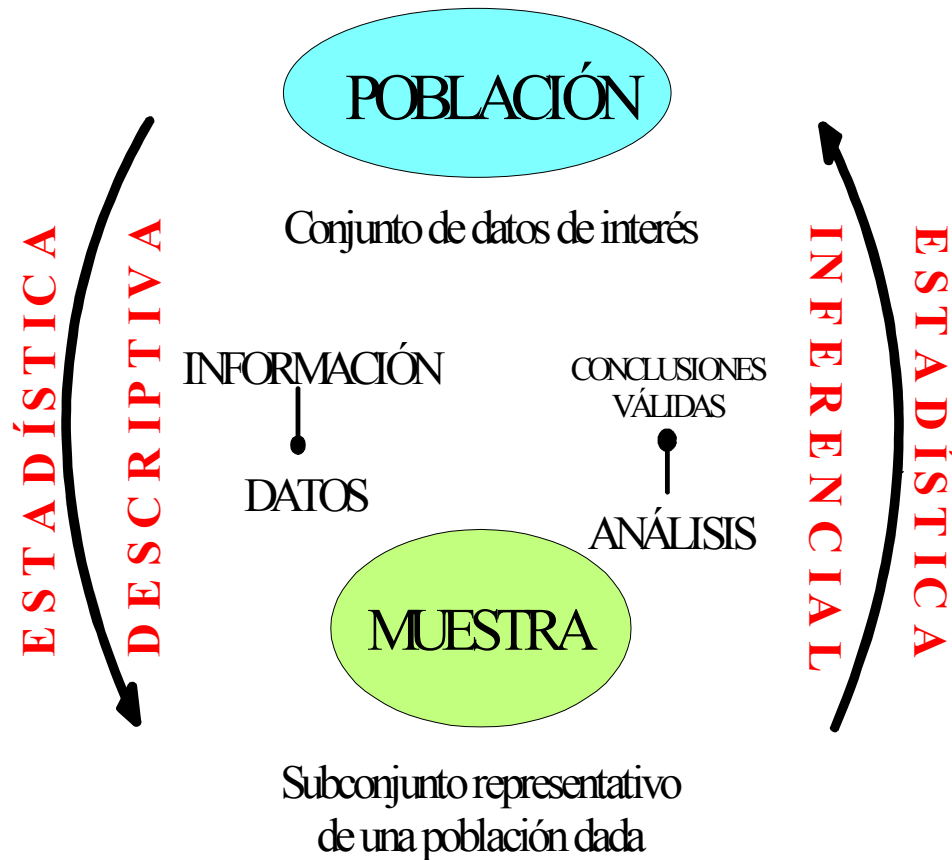 POBLACIÓN
Conjunto de datos de interés
ESTADÍSTICA
DESCRIPTIVA
INFORMACIÓN
DATOS
CONCLUSIONES
VÁLIDAS
ANÁLISIS
INFERENCIAL
ESTADÍSTICA
MUESTRA
Subconjunto representativo
de una población dada